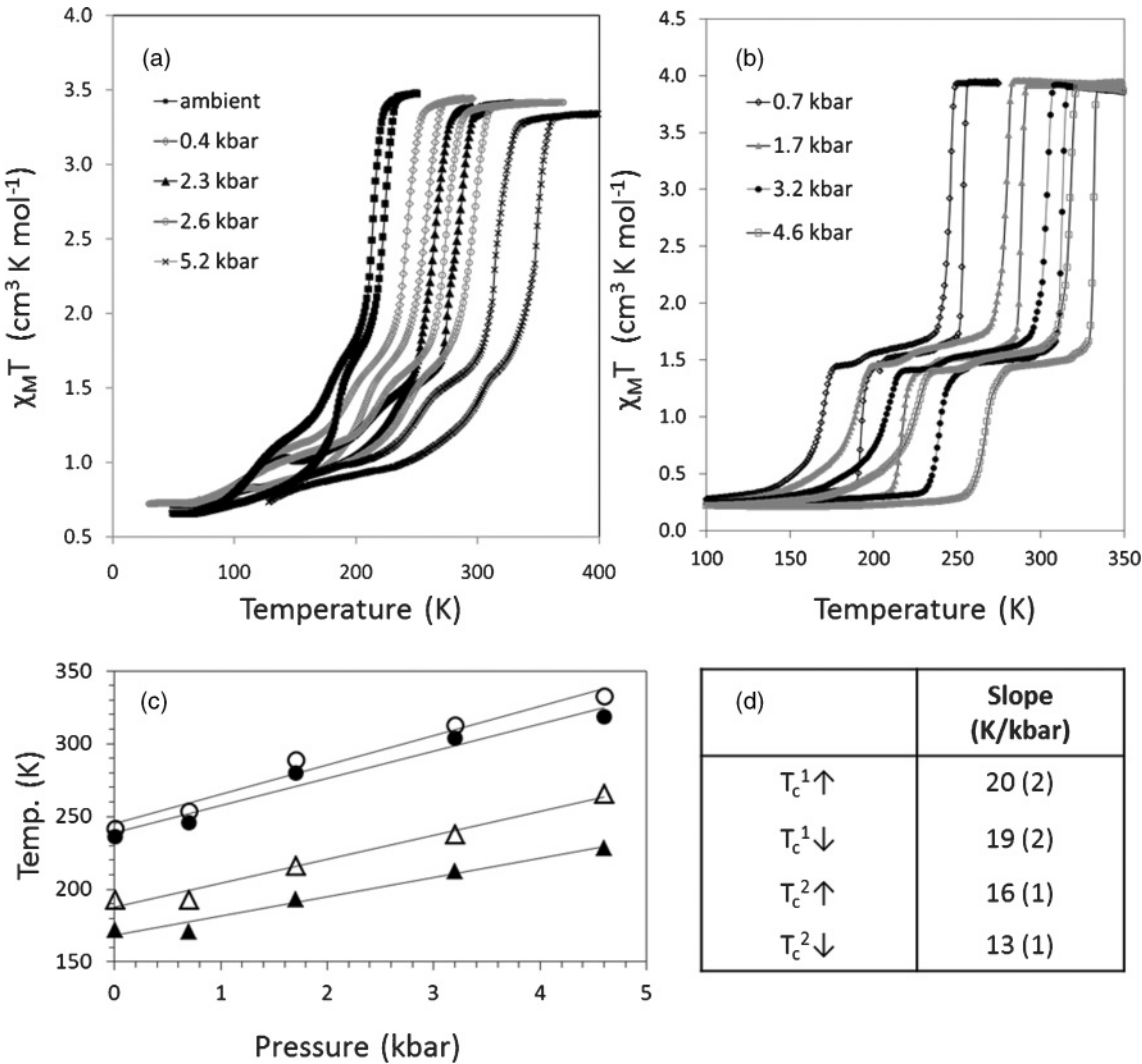 (a)
ambient
0.4 kbar
2.3 kbar
2.6 kbar
5.2 kbar
4.0
3.5
3.0
2.5
2.0
1.5
1.0
0.5
χMT (cm³ K mol⁻¹)
0 100 200 300 400
Temperature (K)
(b)
0.7 kbar
1.7 kbar
3.2 kbar
4.6 kbar
4.5
4.0
3.5
3.0
2.5
2.0
1.5
1.0
0.5
0.0
χMT (cm³ K mol⁻¹)
100 150 200 250 300 350
Temperature (K)
(c)
350
300
250
200
150
Temp. (K)
0 1 2 3 4 5
Pressure (kbar)
(d)
Slope
(K/kbar)
Tc¹↑ 20 (2)
Tc¹↓ 19 (2)
Tc²↑ 16 (1)
Tc²↓ 13 (1)